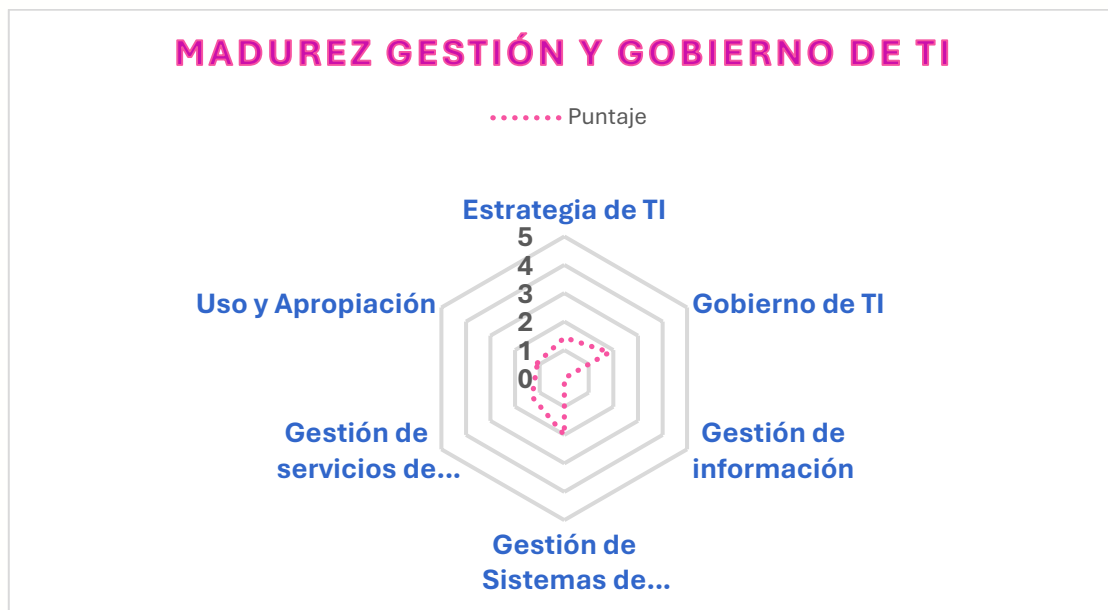 MADUREZ GESTIÓN Y GOBIERNO DE TI
Puntaje
Estrategia de TI
5
4
3
2
1
0
Uso y Apropiación
Gobierno de TI
Gestión de
servicios de...
Gestión de
información
Gestión de
Sistemas de...